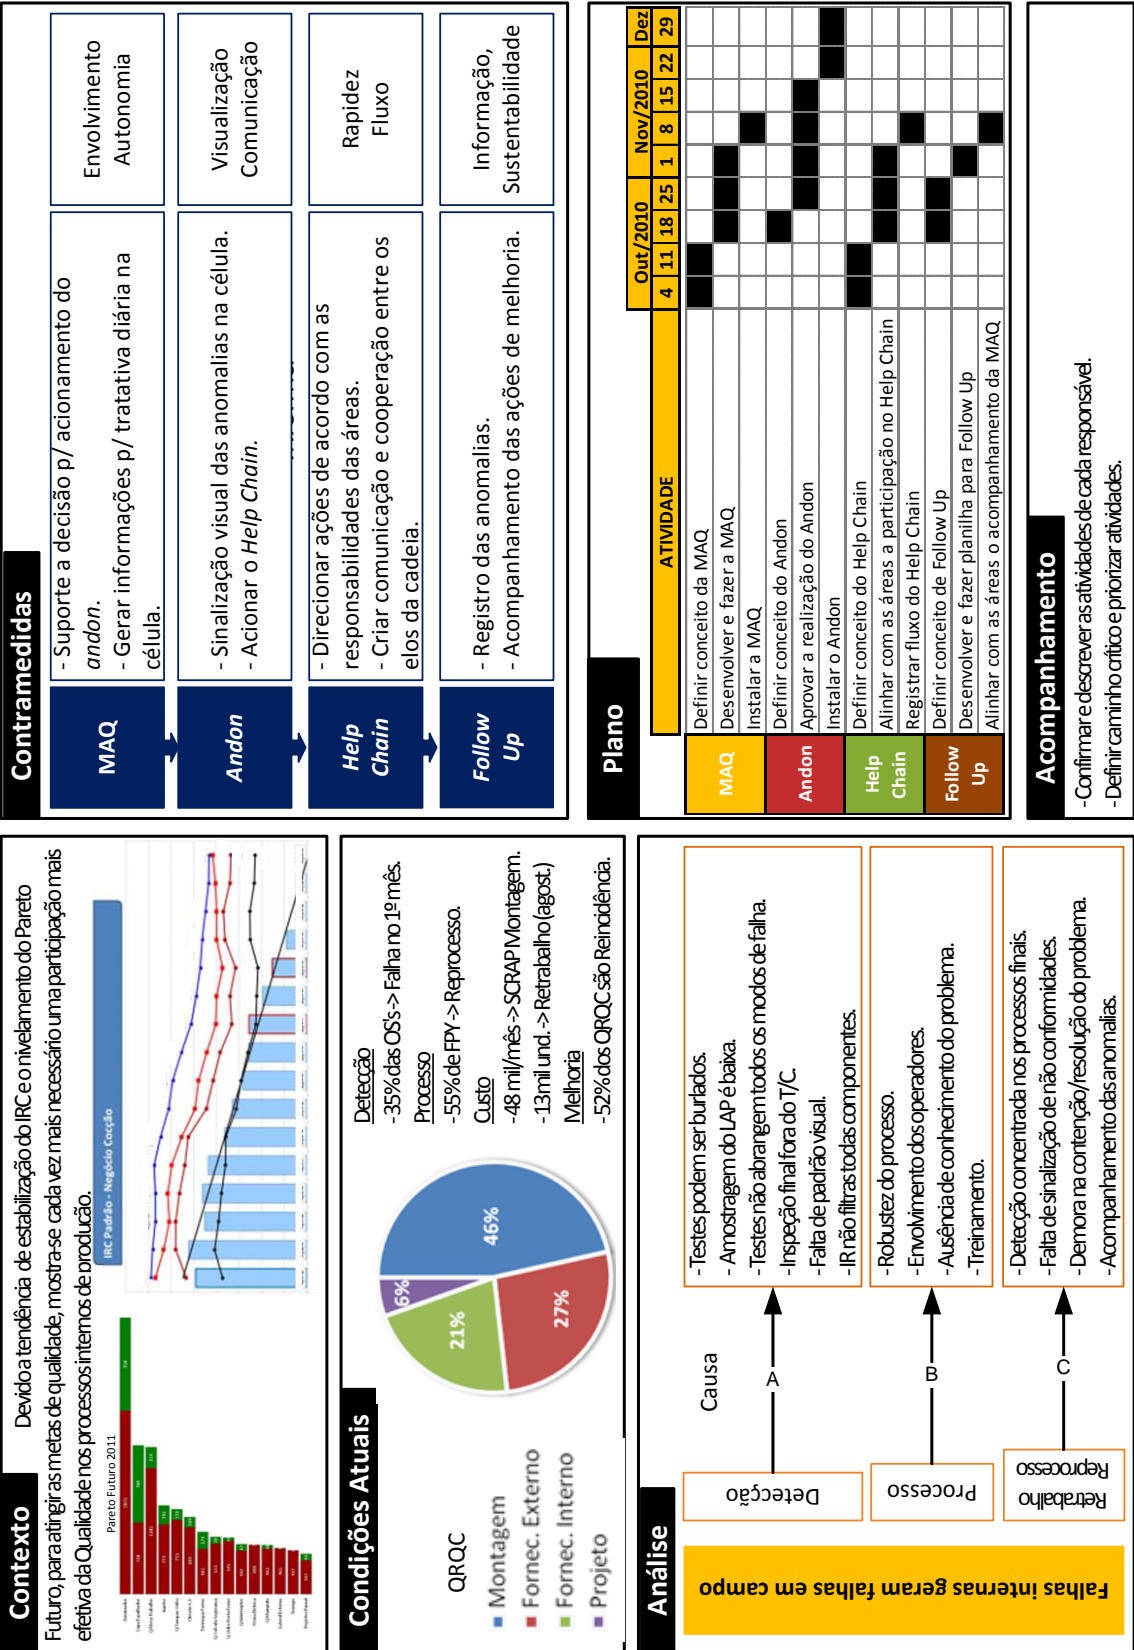 Contexto
Devido a tendência de estabilização do IRC e o nivelamento do Pareto
Futuro, para atingir as metas de qualidade, mostra-se cada vez mais necessário uma participação mais
efetiva da Qualidade nos processos internos de produção.
Pareto Futuro 2011
IRC Padrão - Negócio Cocção
Condições Atuais
QRQC
Montagem
Fornec. Externo
Fornec. Interno
Projeto
46%
27%
21%
6%
Detecção
- 35% das OS's -> Falha no 1º mês.
Processo
- 55% de FPY -> Reprocesso.
Custo
- 48 mil/mês -> SCRAP Montagem.
- 13 mil und. -> Retrabalho (agost.)
Melhoria
- 52% dos QRQC são Reincidência.
Análise
Falhas internas geram falhas em campo
Causa
Detecção
A
- Testes podem ser burlados.
- Amostragem do LAP é baixa.
- Testes não abrangem todos os modos de falha.
- Inspeção final fora do T/C.
- Falta de padrão visual.
- IR não filtras todas componentes.
Processo
B
- Robustez do processo.
- Envolvimento dos operadores.
- Ausência de conhecimento do problema.
- Treinamento.
Retrabalho
Reprocesso
C
- Detecção concentrada nos processos finais.
- Falta de sinalização de não conformidades.
- Demora na contenção/resolução do problema.
- Acompanhamento das anomalias.
Contramedidas
MAQ
- Suporte a decisão p/ acionamento do
andon.
- Gerar informações p/ tratativa diária na
célula.
Envolvimento
Autonomia
Andon
- Sinalização visual das anomalias na célula.
- Acionar o Help Chain.
Visualização
Comunicação
Help
Chain
- Direcionar ações de acordo com as
responsabilidades das áreas.
- Criar comunicação e cooperação entre os
elos da cadeia.
Rapidez
Fluxo
Follow
Up
- Registro das anomalias.
- Acompanhamento das ações de melhoria.
Informação,
Sustentabilidade
Plano
ATIVIDADE
Out/2010 Nov/2010 Dez
4 11 18 25 1 8 15 22 29
MAQ
Definir conceito da MAQ
Desenvolver e fazer a MAQ
Instalar a MAQ
Andon
Definir conceito do Andon
Aprovar a realização do Andon
Instalar o Andon
Help
Chain
Definir conceito do Help Chain
Alinhar com as áreas a participação no Help Chain
Registrar fluxo do Help Chain
Follow
Up
Definir conceito de Follow Up
Desenvolver e fazer planilha para Follow Up
Alinhar com as áreas o acompanhamento da MAQ
Acompanhamento
- Confirmar e descrever as atividades de cada responsável.
- Definir caminho crítico e priorizar atividades.